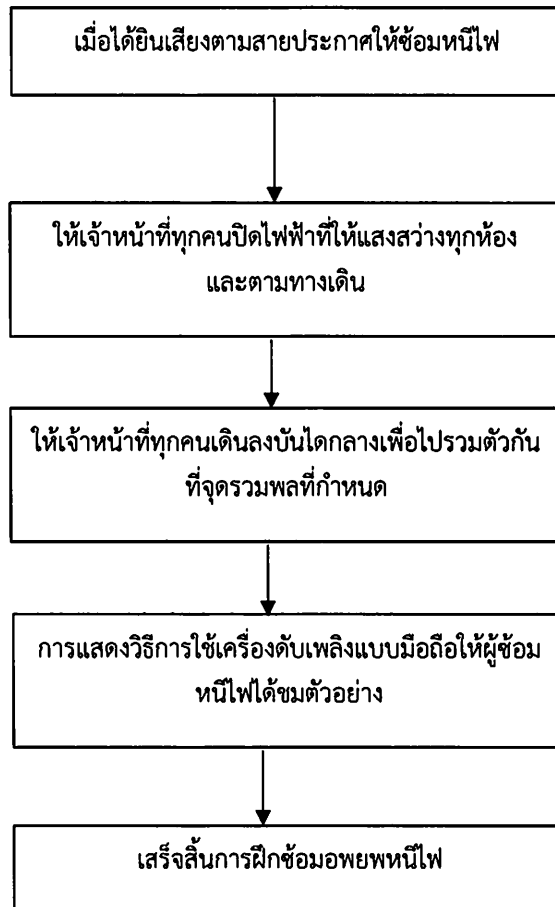 เมื่อได้ยินเสียงตามสายประกาศให้ซ้อมหนีไฟ
ให้เจ้าหน้าที่ทุกคนปิดไฟฟ้าที่ให้แสงสว่างทุกห้อง
และตามทางเดิน
ให้เจ้าหน้าที่ทุกคนเดินลงบันไดกลางเพื่อไปรวมตัวกัน
ที่จุดรวมพลที่กำหนด
การแสดงวิธีการใช้เครื่องดับเพลิงแบบมือถือให้ผู้ซ้อม
หนีไฟได้ชมตัวอย่าง
เสร็จสิ้นการฝึกซ้อมอพยพหนีไฟ